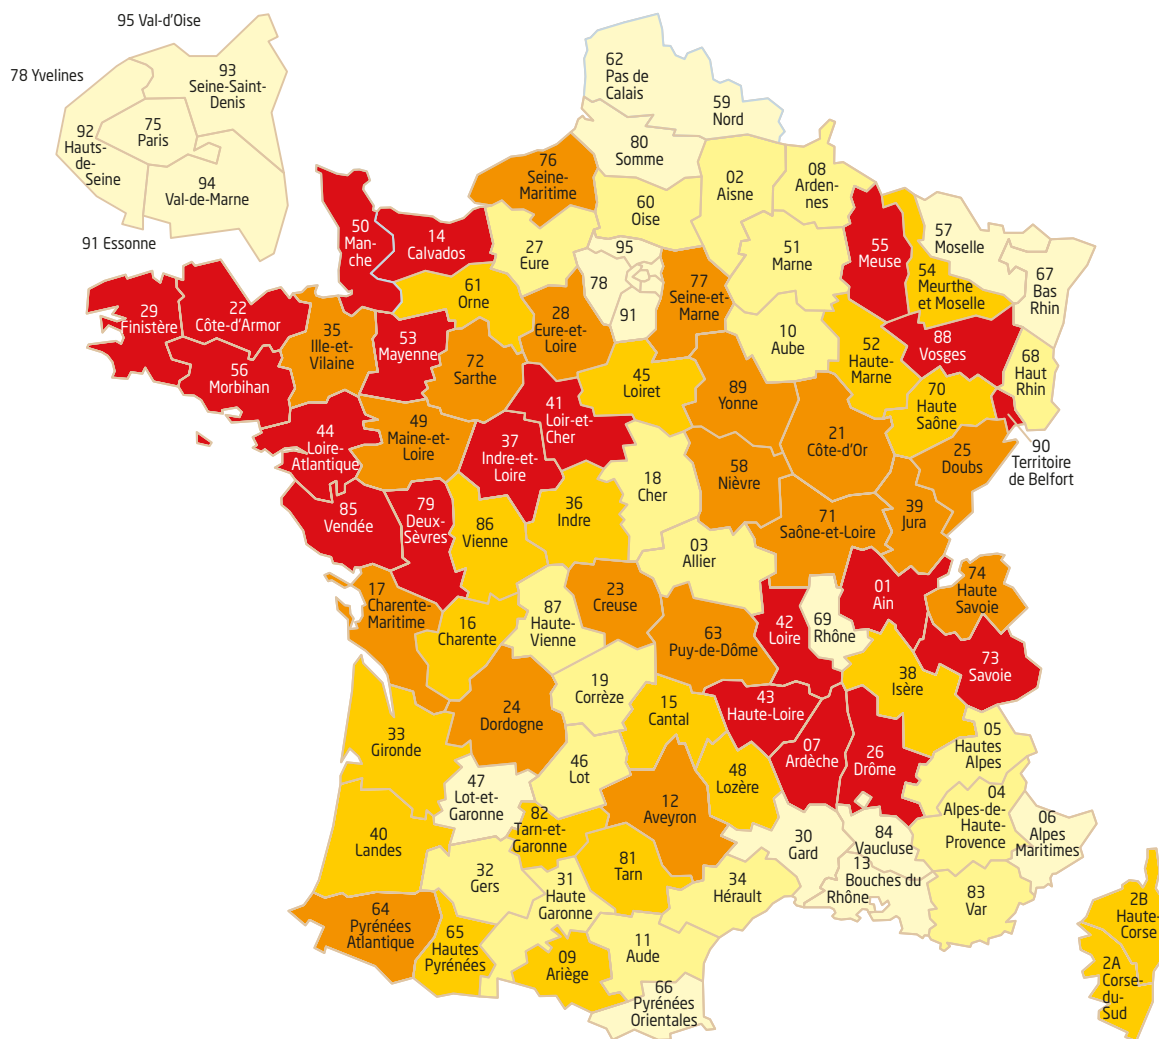 95 Val-d'Oise
78 Yvelines
93
Seine-Saint-
Denis
75
Paris
92
Hauts-
de-
Seine
94
Val-de-Marne
91 Essonne
62
Pas de
Calais
59
Nord
80
Somme
76
Seine-
Maritime
02
Aisne
08
Arden-
nes
60
Oise
50
Man-
che
14
Calvados
27
Eure
95
78
91
77
Seine-et-
Marne
51
Marne
55
Meuse
57
Moselle
54
Meurthe
et Moselle
67
Bas
Rhin
61
Orne
28
Eure-et-
Loire
10
Aube
52
Haute-
Marne
88
Vosges
68
Haut
Rhin
29
Finistère
22
Côte-d'Armor
35
Ille-et-
Vilaine
53
Mayenne
72
Sarthe
56
Morbihan
45
Loiret
89
Yonne
70
Haute
Saône
41
Loir-et-
Cher
44
Loire-
Atlantique
49
Maine-et-
Loire
37
Indre-et-
Loire
21
Côte-d'Or
25
Doubs
90
Territoire
de Belfort
58
Nièvre
18
Cher
85
Vendée
79
Deux-
Sèvres
86
Vienne
36
Indre
71
Saône-et-Loire
39
Jura
03
Allier
17
Charente-
Maritime
16
Charente
87
Haute-
Vienne
23
Creuse
63
Puy-de-Dôme
42
Loire
69
Rhône
01
Ain
74
Haute
Savoie
73
Savoie
38
Isère
19
Corrèze
24
Dordogne
15
Cantal
43
Haute-Loire
33
Gironde
07
Ardèche
26
Drôme
05
Hautes
Alpes
46
Lot
48
Lozère
47
Lot-et-
Garonne
12
Aveyron
82
Tarn-et-
Garonne
40
Landes
81
Tarn
30
Gard
84
Vaucluse
04
Alpes-de-
Haute-
Provence
06
Alpes
Maritimes
13
Bouches du
Rhône
32
Gers
31
Haute
Garonne
34
Hérault
83
Var
64
Pyrénées
Atlantique
65
Hautes
Pyrénées
09
Ariège
11
Aude
66
Pyrénées
Orientales
2B
Haute-
Corse
2A
Corse-
du-
Sud